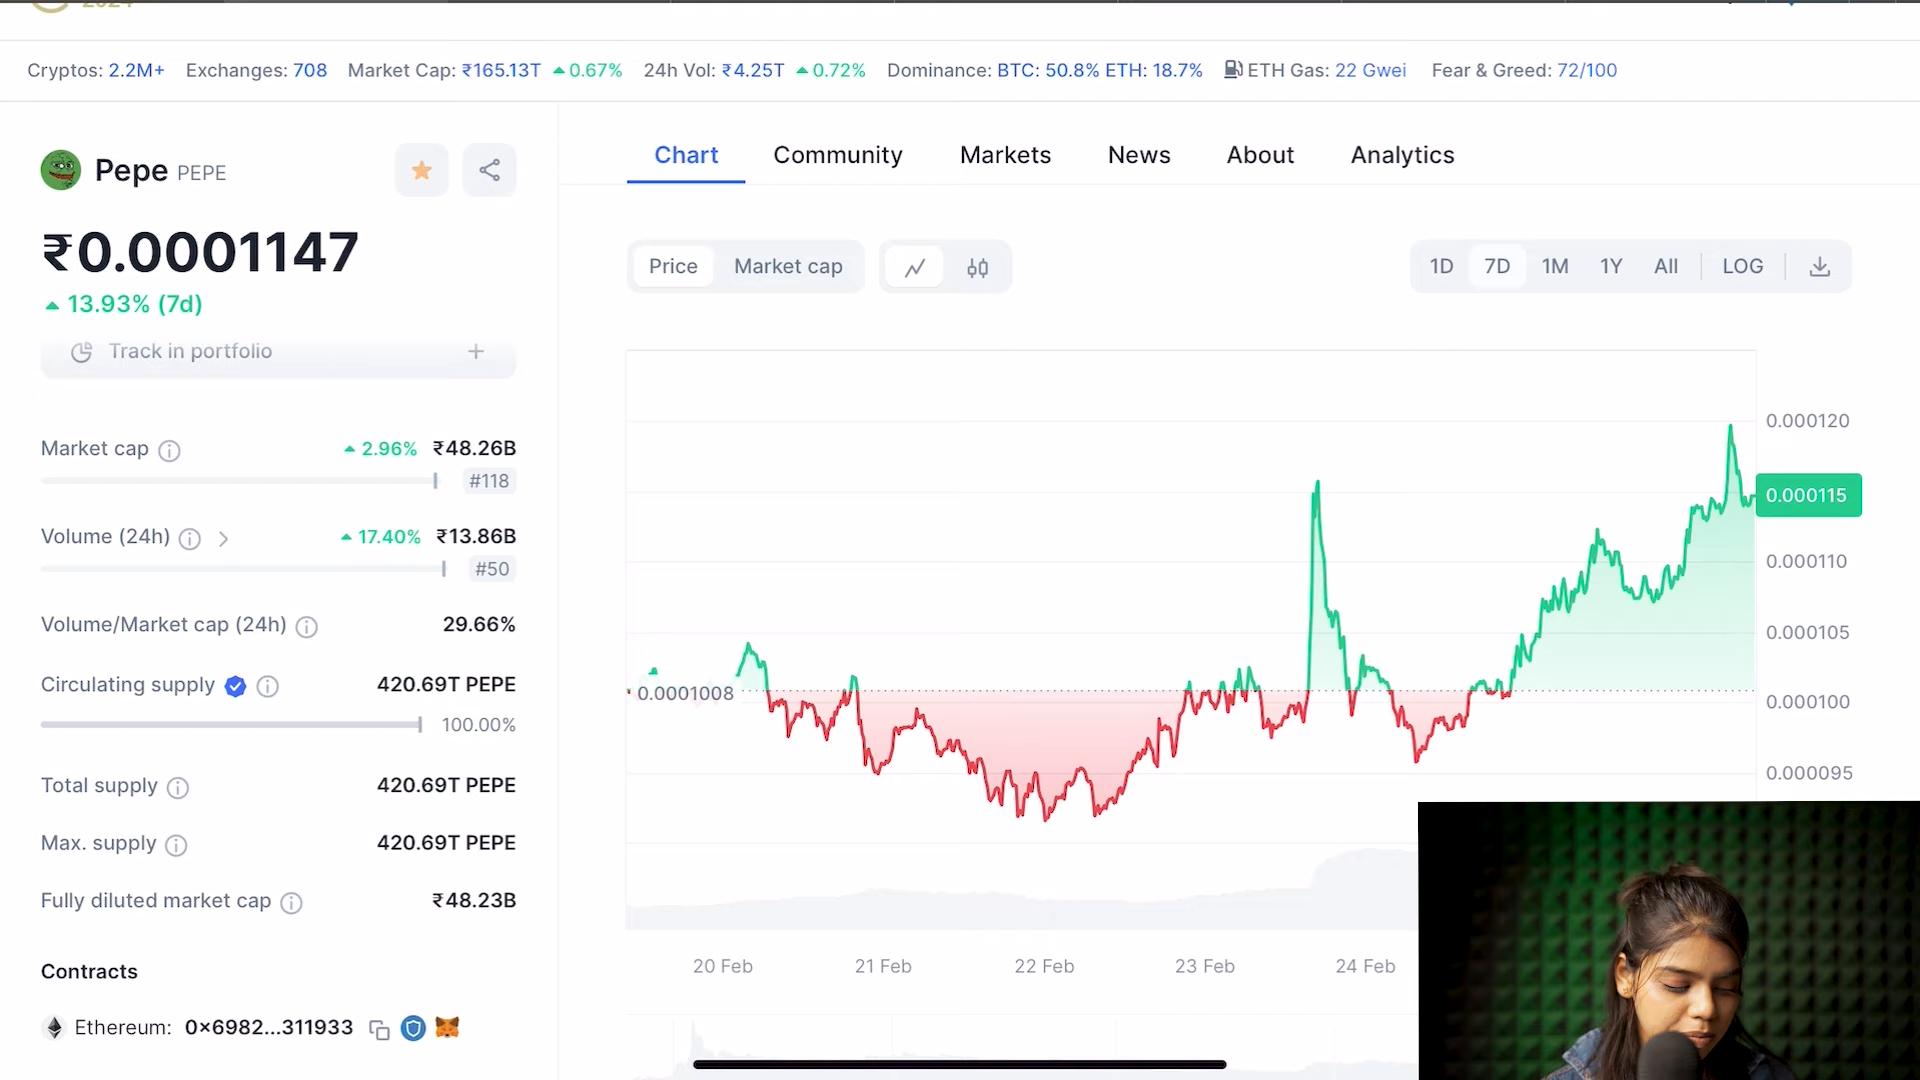 2024
Cryptos: 2.2M+ Exchanges: 708 Market Cap: ₹165.13T 0.67% 24h Vol: ₹4.25T 0.72% Dominance: BTC: 50.8% ETH: 18.7% ETH Gas: 22 Gwei Fear & Greed: 72/100
Pepe PEPE
₹0.0001147
13.93% (7d)
Track in portfolio +
Market cap 2.96% ₹48.26B
#118
Volume (24h) 17.40% ₹13.86B
#50
Volume/Market cap (24h) 29.66%
Circulating supply 420.69T PEPE
100.00%
Total supply 420.69T PEPE
Max. supply 420.69T PEPE
Fully diluted market cap ₹48.23B
Contracts
Ethereum: 0x6982...311933
Chart Community Markets News About Analytics
Price Market cap
1D 7D 1M 1Y All LOG
0.000120
0.000115
0.000110
0.000105
0.0001008
0.000100
0.000095
20 Feb 21 Feb 22 Feb 23 Feb 24 Feb